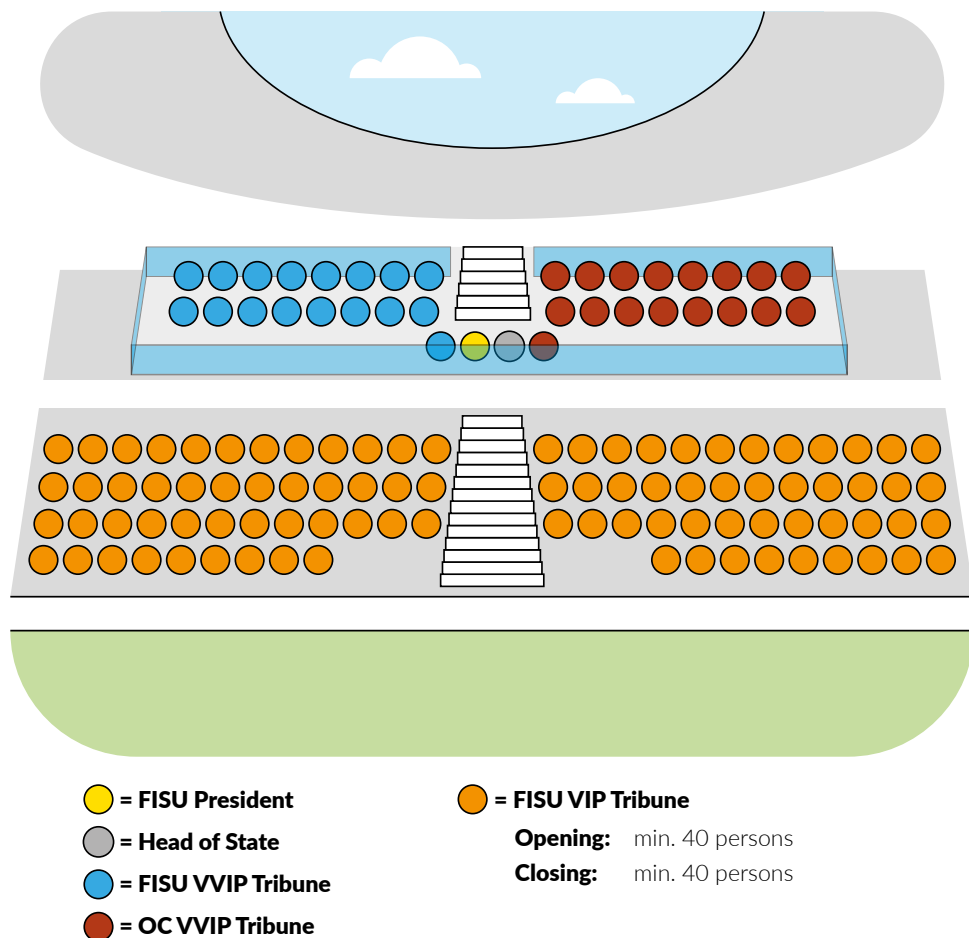 = FISU President
= Head of State
= FISU VVIP Tribune
= OC VVIP Tribune
= FISU VIP Tribune
Opening: min. 40 persons
Closing: min. 40 persons